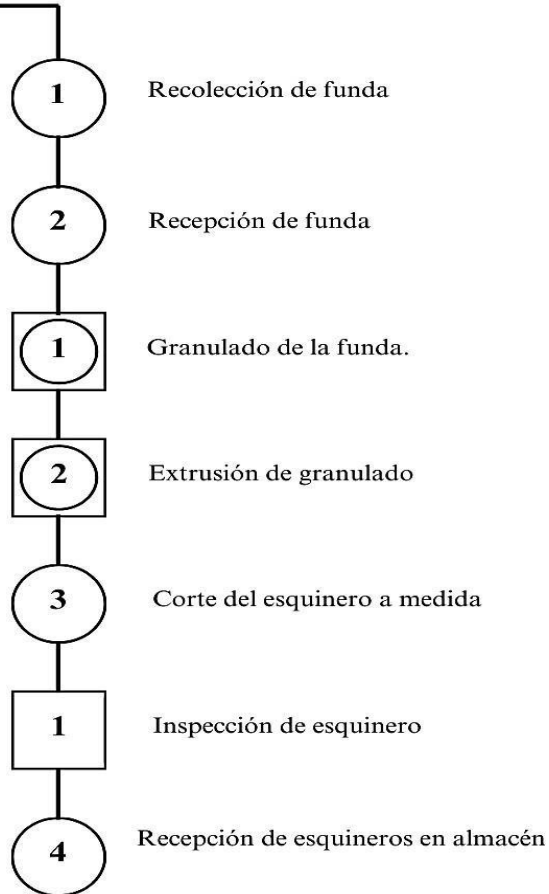 1 Recolección de funda
2 Recepción de funda
1 Granulado de la funda.
2 Extrusión de granulado
3 Corte del esquinero a medida
1 Inspección de esquinero
4 Recepción de esquineros en almacén